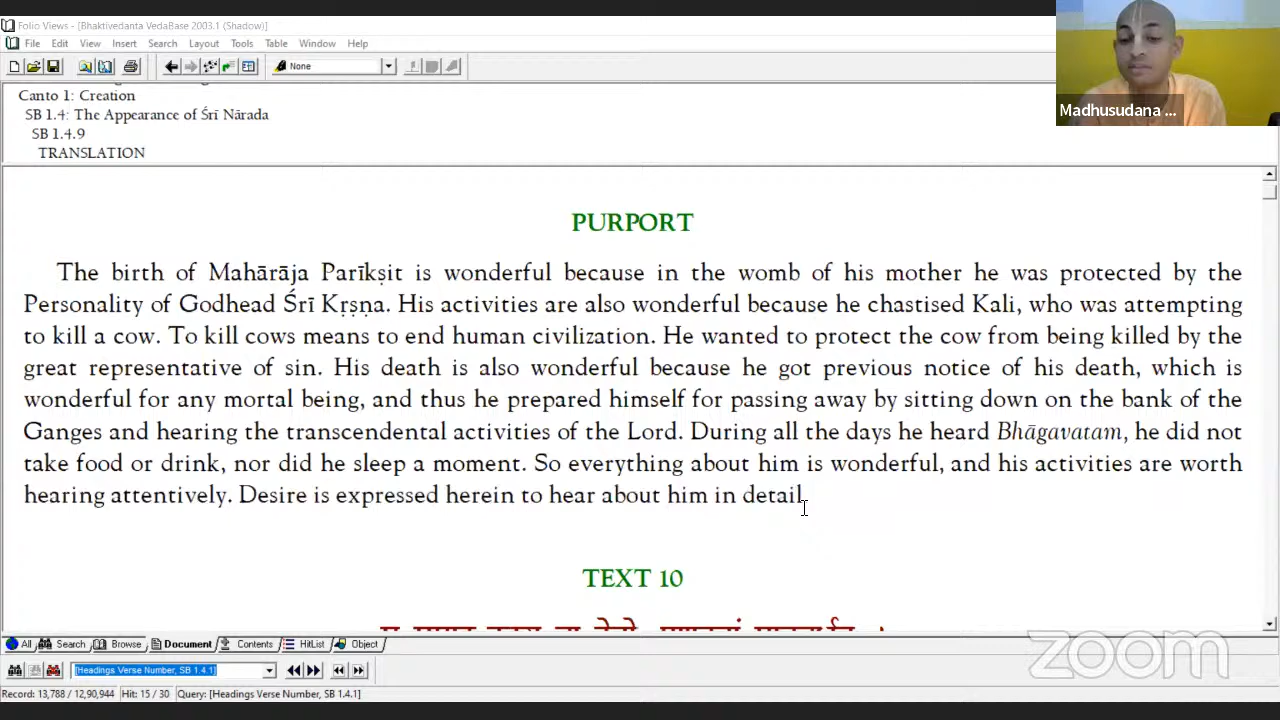 Folio Views - [Bhaktivedanta VedaBase 2003.1 (Shadow)]
File Edit View Insert Search Layout Tools Table Window Help
None
Canto 1: Creation
SB 1.4: The Appearance of Śrī Nārada
SB 1.4.9
TRANSLATION
Madhusudana ...
PURPORT
The birth of Mahārāja Parīkṣit is wonderful because in the womb of his mother he was protected by the
Personality of Godhead Śrī Kṛṣṇa. His activities are also wonderful because he chastised Kali, who was attempting
to kill a cow. To kill cows means to end human civilization. He wanted to protect the cow from being killed by the
great representative of sin. His death is also wonderful because he got previous notice of his death, which is
wonderful for any mortal being, and thus he prepared himself for passing away by sitting down on the bank of the
Ganges and hearing the transcendental activities of the Lord. During all the days he heard Bhāgavatam, he did not
take food or drink, nor did he sleep a moment. So everything about him is wonderful, and his activities are worth
hearing attentively. Desire is expressed herein to hear about him in detail.
TEXT 10
All Search Browse Document Contents HitList Object
[Headings Verse Number, SB 1.4.1]
Record: 13,788 / 12,90,944 Hit: 15 / 30 Query: [Headings Verse Number, SB 1.4.1]
zoom